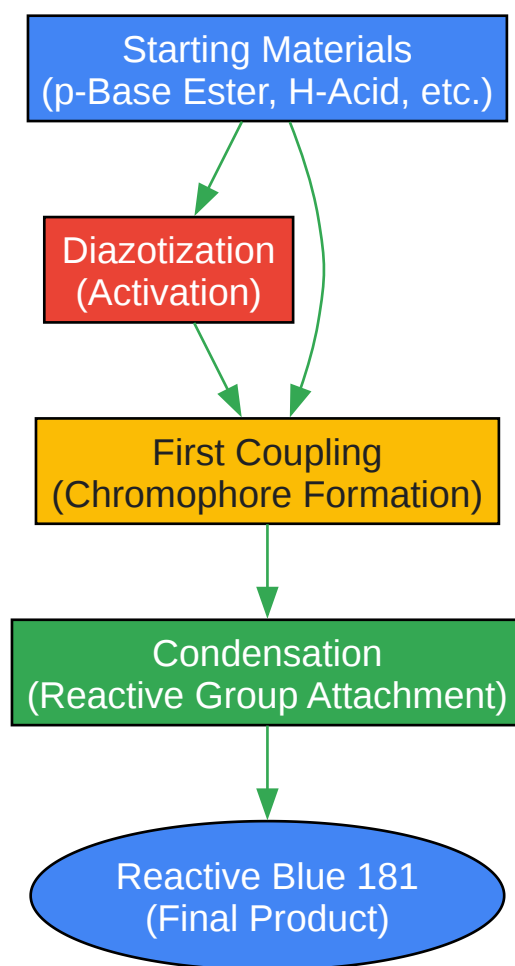 Starting Materials
(p-Base Ester, H-Acid, etc.)
Diazotization
(Activation)
First Coupling
(Chromophore Formation)
Condensation
(Reactive Group Attachment)
Reactive Blue 181
(Final Product)